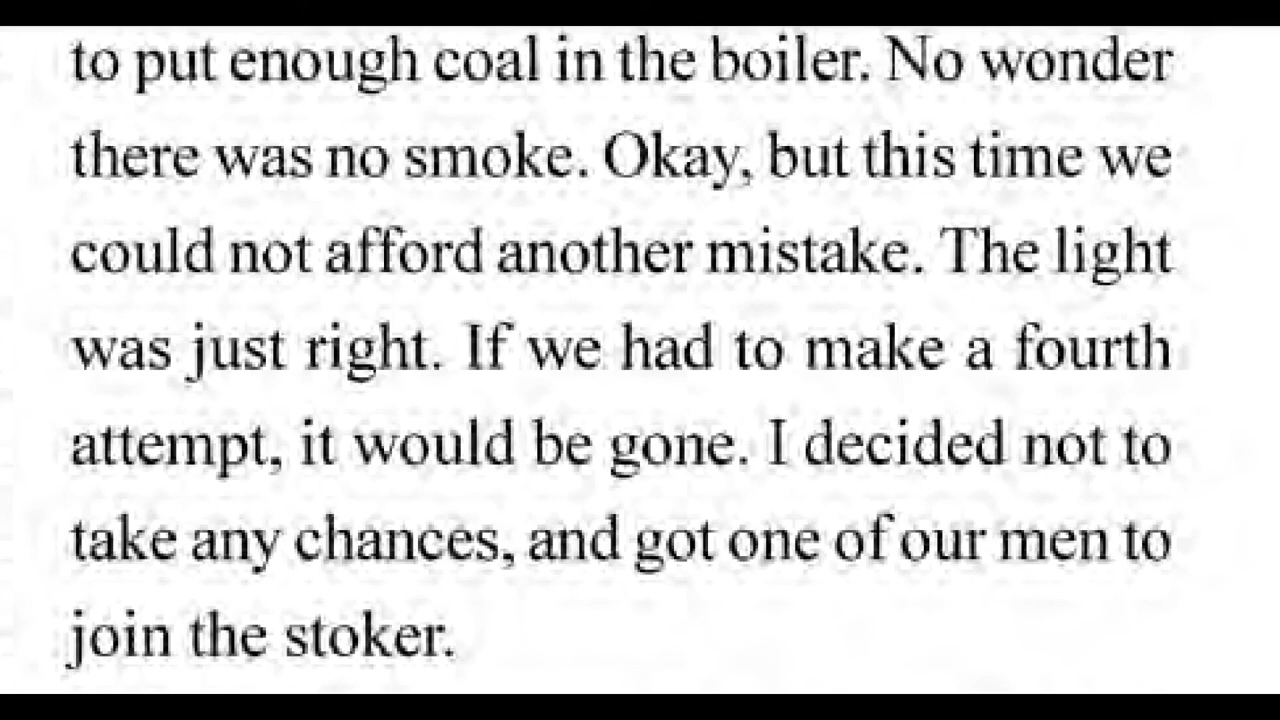 to put enough coal in the boiler. No wonder
there was no smoke. Okay, but this time we
could not afford another mistake. The light
was just right. If we had to make a fourth
attempt, it would be gone. I decided not to
take any chances, and got one of our men to
join the stoker.